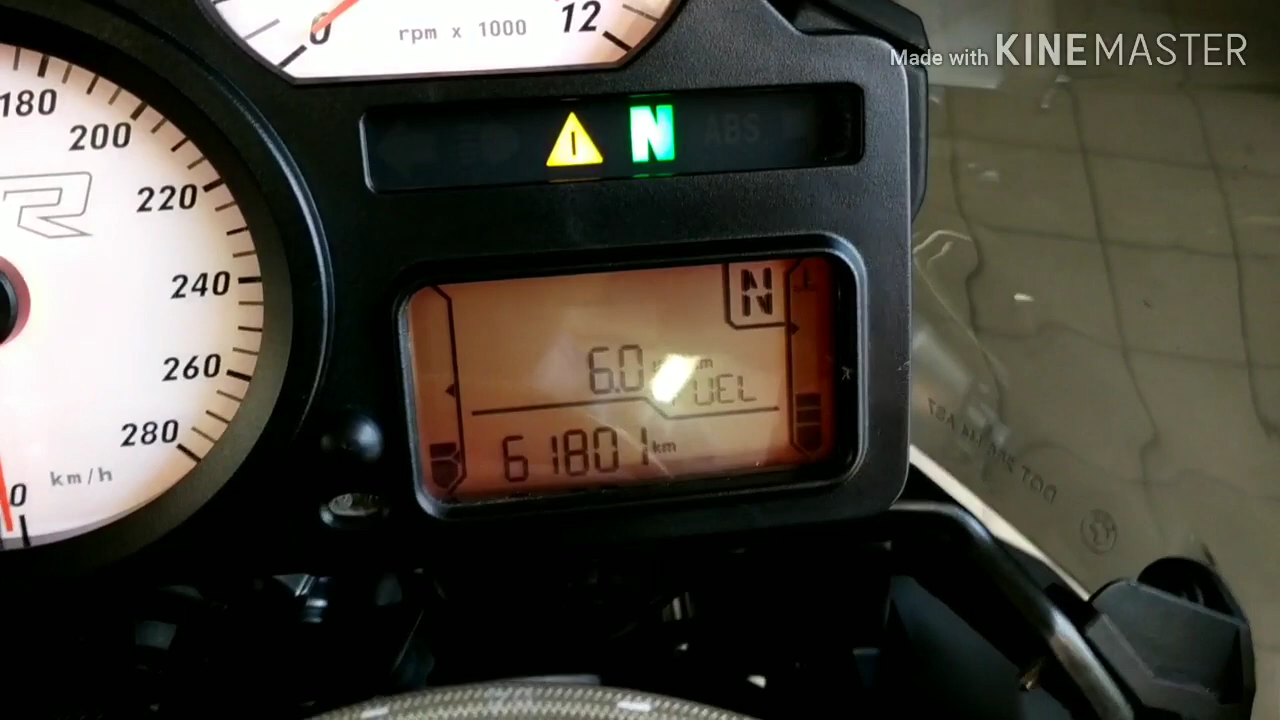 0
rpm x 1000
12
Made with KINEMASTER
180
200
220
240
260
280
km/h
0
R
N
ABS
N
6.0
FUEL
61801 km